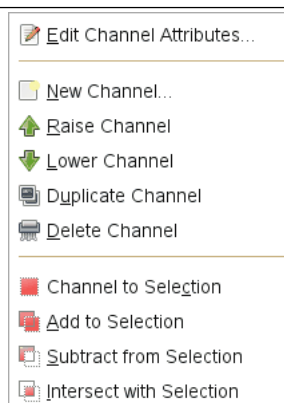 Edit Channel Attributes...
New Channel...
Raise Channel
Lower Channel
Duplicate Channel
Delete Channel
Channel to Selection
Add to Selection
Subtract from Selection
Intersect with Selection